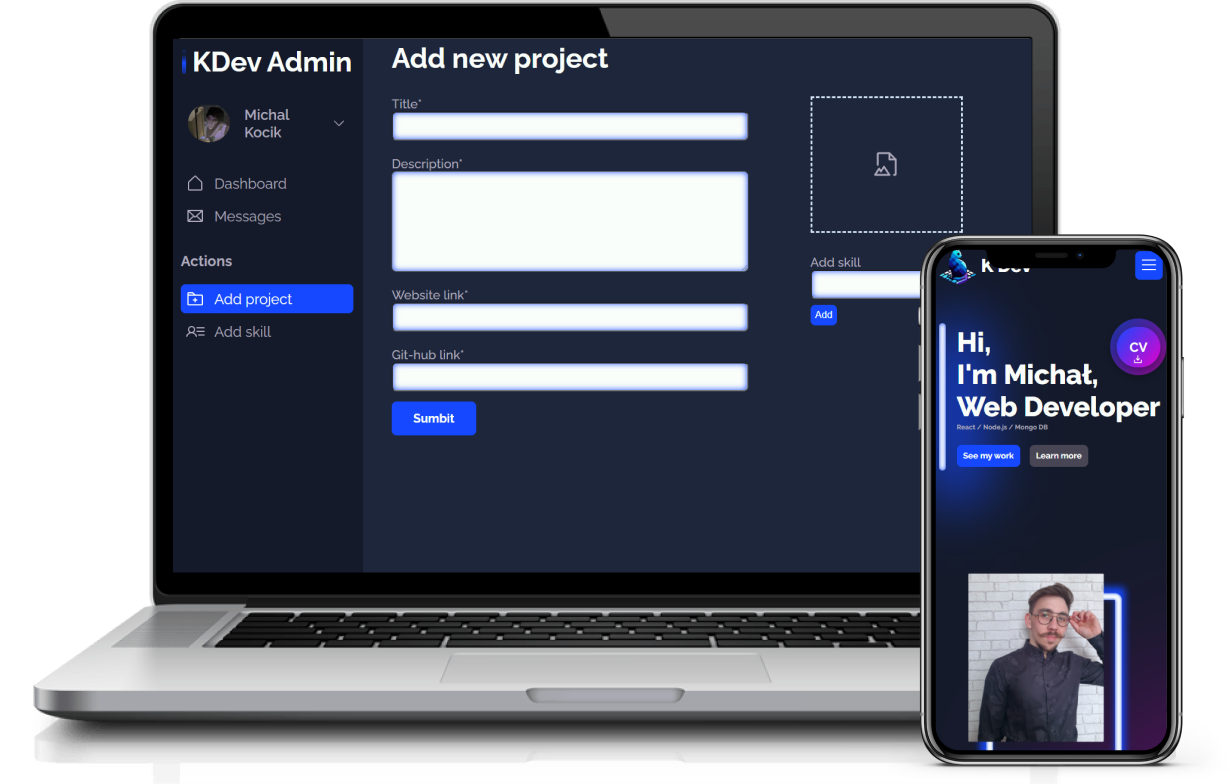 KDev Admin
Michal
Kocik
Dashboard
Messages
Actions
Add project
Add skill
Add new project
Title*
Description*
Website link*
Git-hub link*
Sumbit
Add skill
Add
K Dev
CV
Hi,
I'm Michał,
Web Developer
React / Node.js / Mongo DB
See my work
Learn more